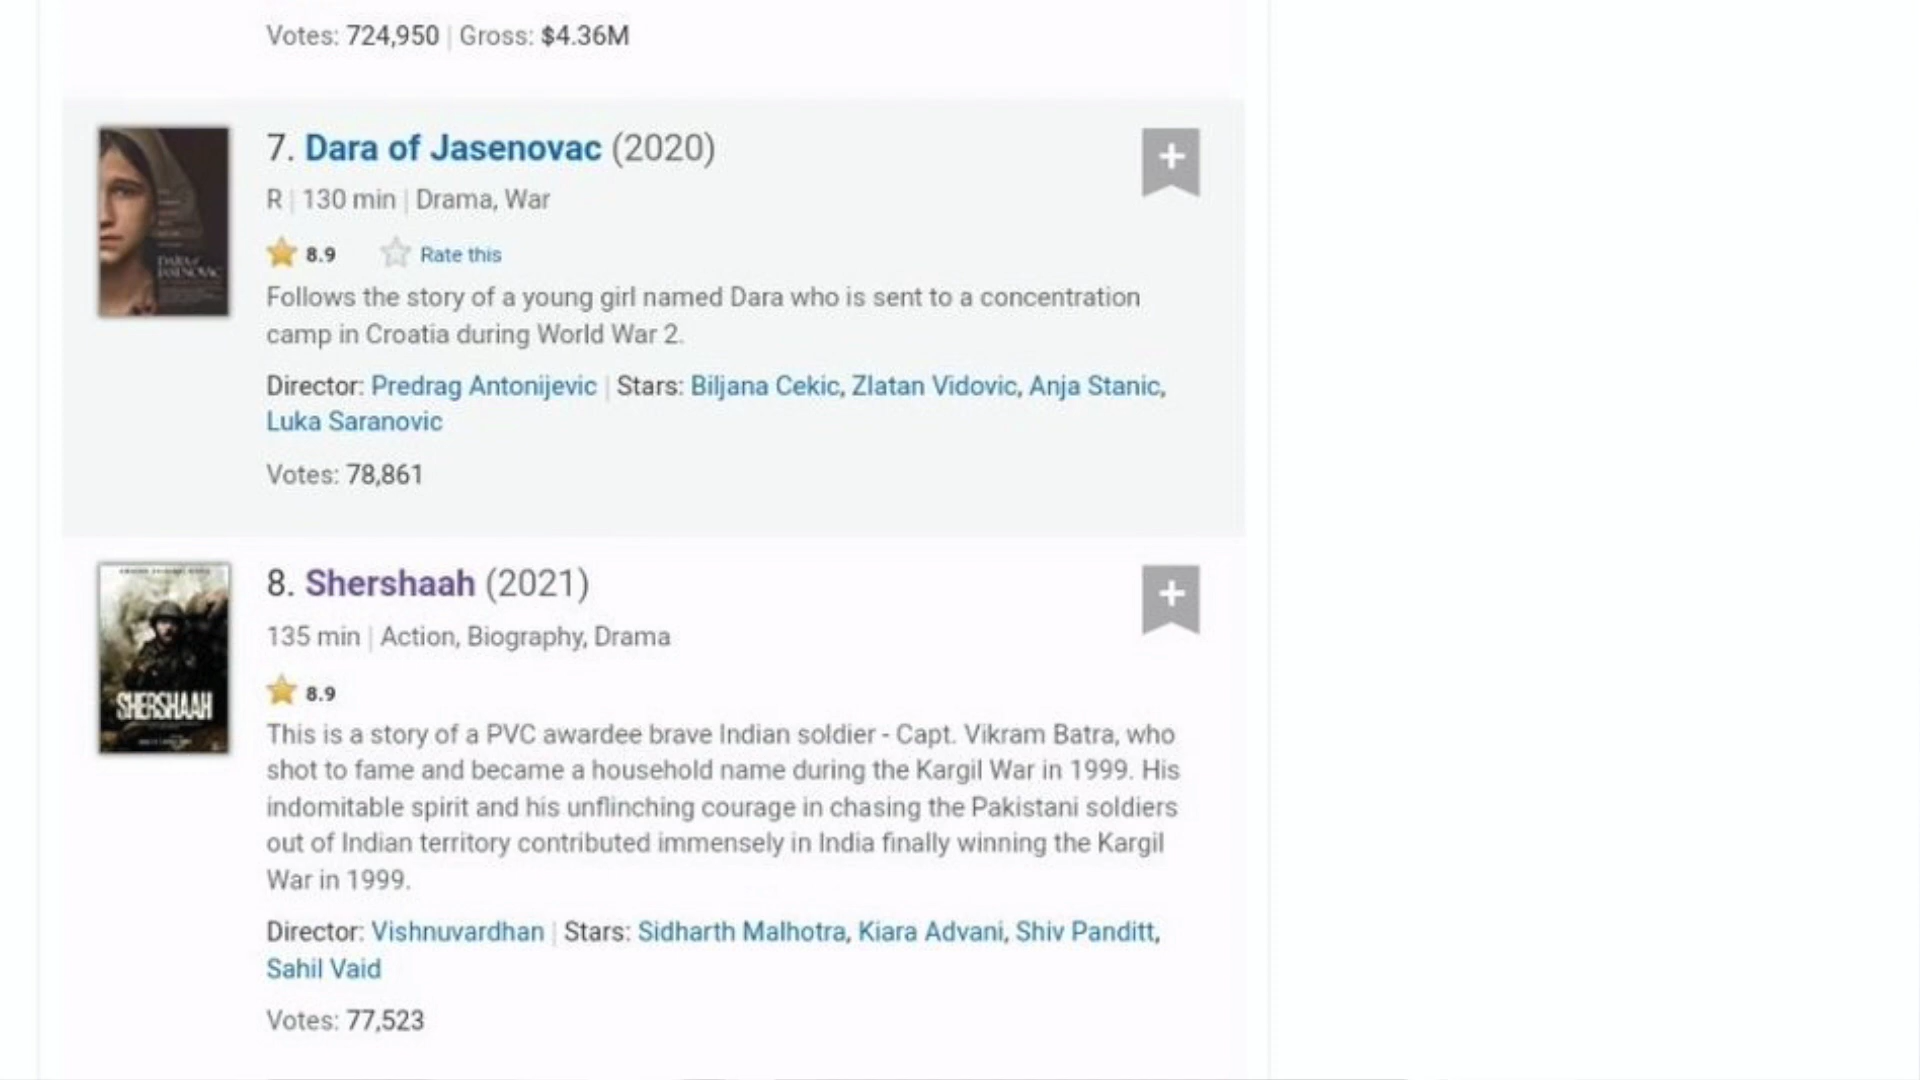 Votes: 724,950 | Gross: $4.36M
7. Dara of Jasenovac (2020)
R | 130 min | Drama, War
8.9 Rate this
Follows the story of a young girl named Dara who is sent to a concentration
camp in Croatia during World War 2.
Director: Predrag Antonijevic | Stars: Biljana Cekic, Zlatan Vidovic, Anja Stanic,
Luka Saranovic
Votes: 78,861
DARA of
JASENOVAC
8. Shershaah (2021)
135 min | Action, Biography, Drama
8.9
This is a story of a PVC awardee brave Indian soldier - Capt. Vikram Batra, who
shot to fame and became a household name during the Kargil War in 1999. His
indomitable spirit and his unflinching courage in chasing the Pakistani soldiers
out of Indian territory contributed immensely in India finally winning the Kargil
War in 1999.
Director: Vishnuvardhan | Stars: Sidharth Malhotra, Kiara Advani, Shiv Panditt,
Sahil Vaid
Votes: 77,523
SHERSHAAH